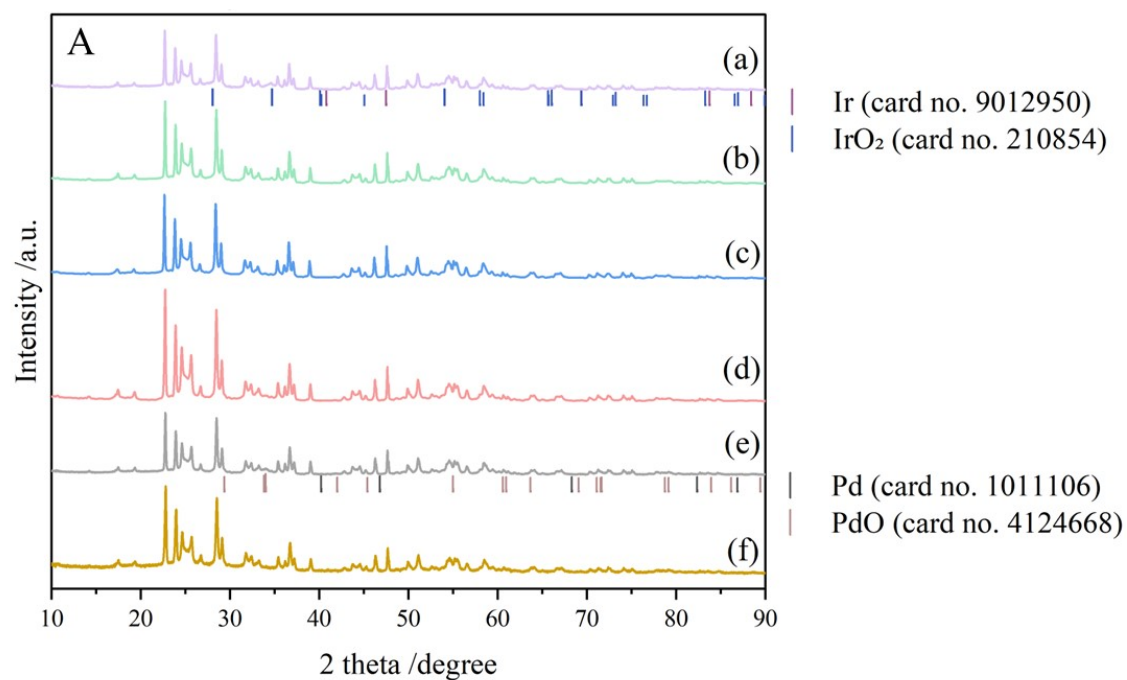 A
(a)
(b)
(c)
(d)
(e)
(f)
Ir (card no. 9012950)
IrO₂ (card no. 210854)
Pd (card no. 1011106)
PdO (card no. 4124668)
Intensity /a.u.
10 20 30 40 50 60 70 80 90
2 theta /degree